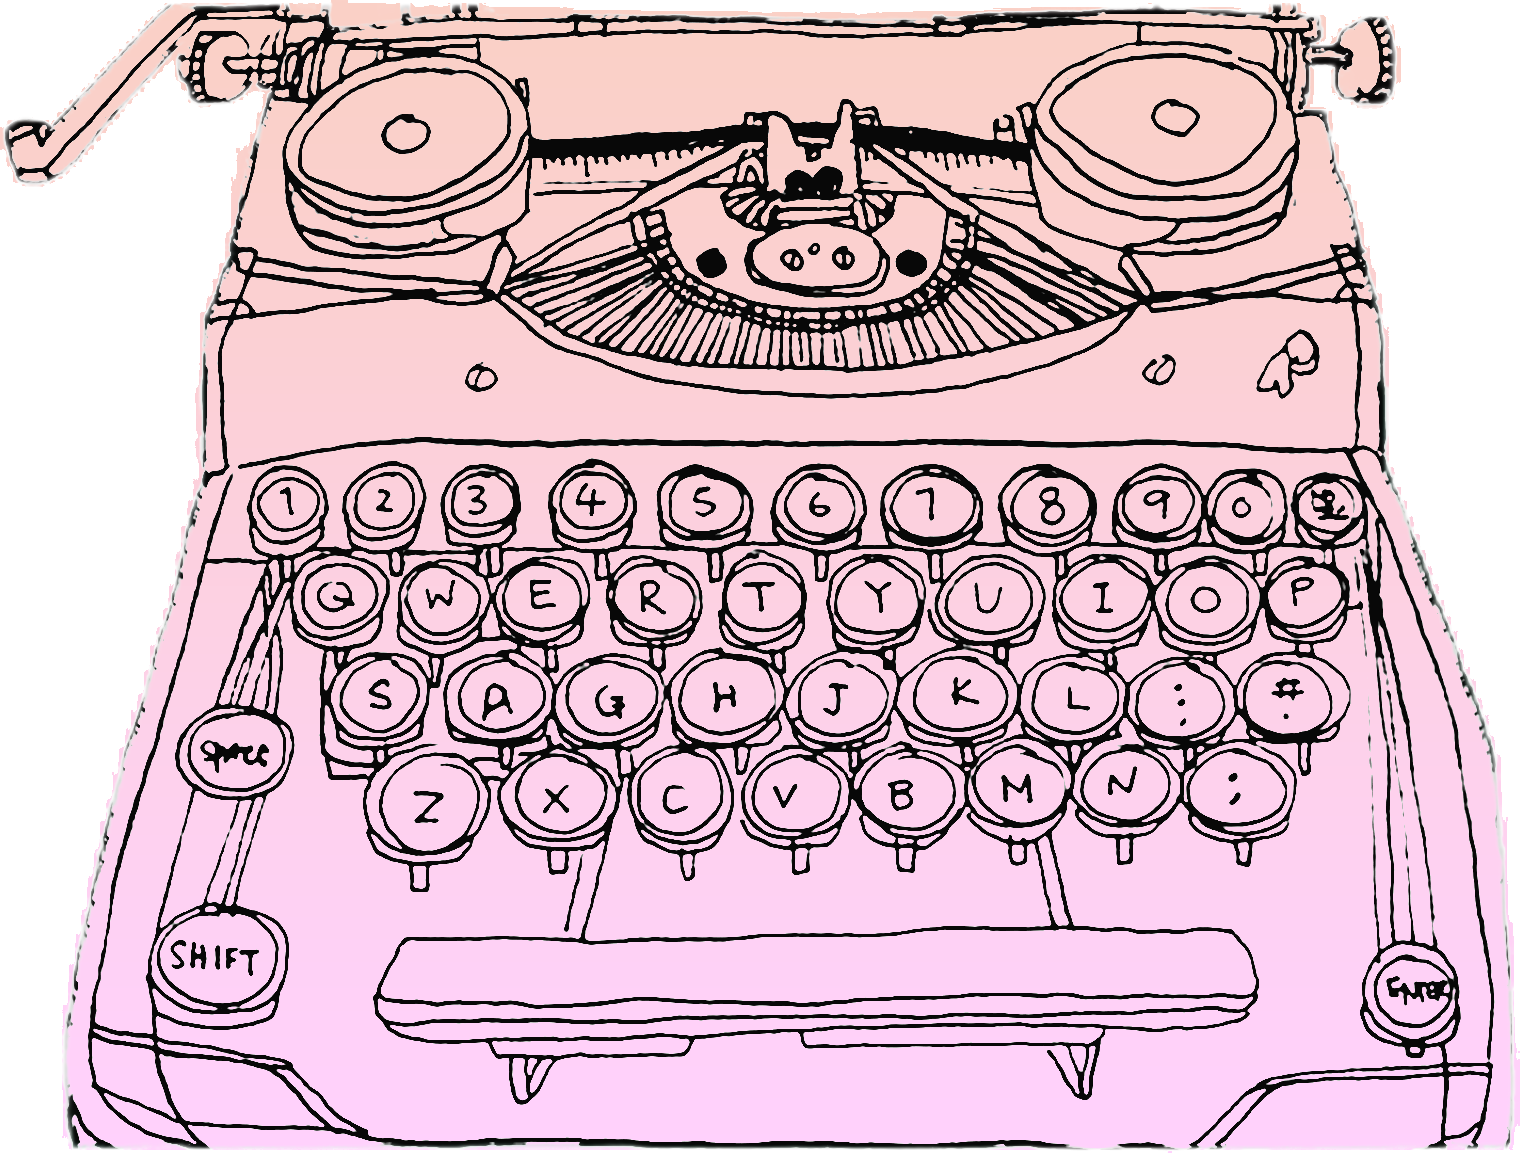 1 2 3 4 5 6 7 8 9 0
Q W E R T Y U I O P
S A G H J K L : #
SPACE
Z X C V B M N ;
SHIFT
ENTER